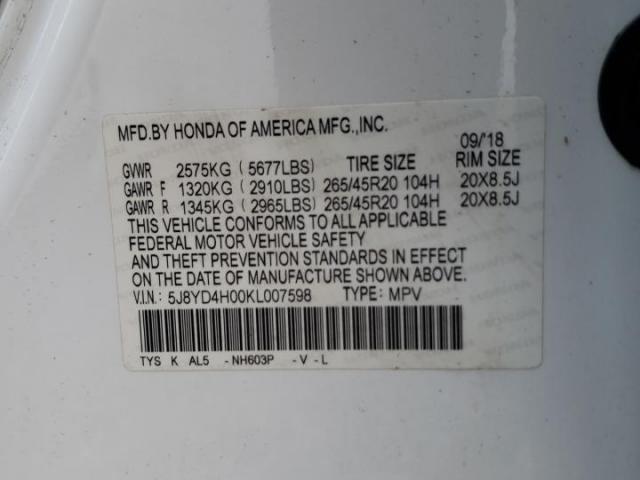 MFD.BY HONDA OF AMERICA MFG.,INC.
09/'18
GVWR 2575KG ( 5677LBS) TIRE SIZE RIM SIZE
GAWR F 1320KG ( 2910LBS) 265/45R20 104H 20X8.5J
GAWR R 1345KG ( 2965LBS) 265/45R20 104H 20X8.5J
THIS VEHICLE CONFORMS TO ALL APPLICABLE
FEDERAL MOTOR VEHICLE SAFETY
AND THEFT PREVENTION STANDARDS IN EFFECT
ON THE DATE OF MANUFACTURE SHOWN ABOVE.
V.I.N.: 5J8YD4H00KL007598 TYPE: MPV
TYS K AL5 -NH603P -V-L